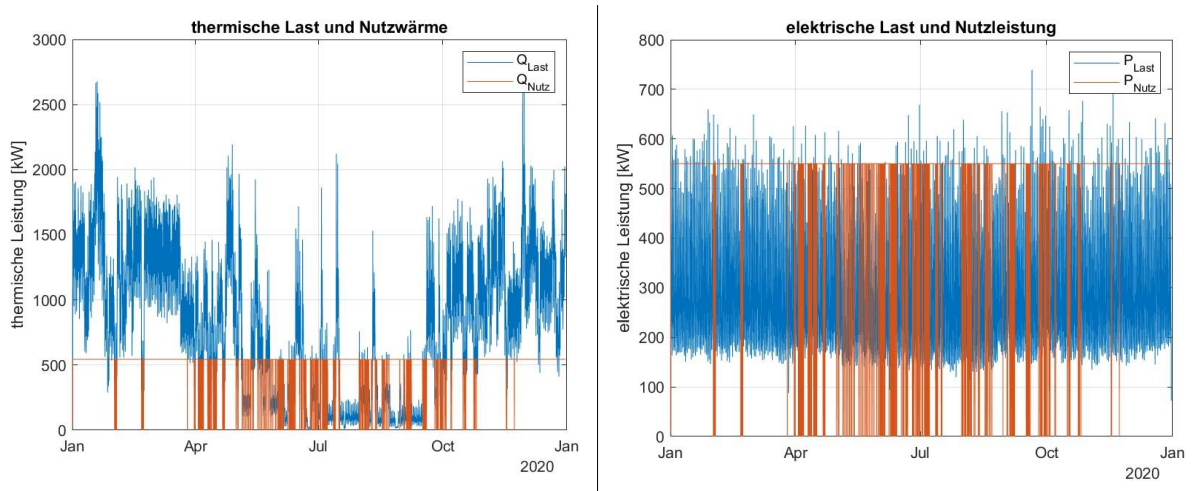 thermische Last und Nutzwärme
thermische Leistung [kW]
3000
2500
2000
1500
1000
500
0
Jan
Apr
Jul
Oct
Jan
2020
Q_Last
Q_Nutz
elektrische Last und Nutzleistung
elektrische Leistung [kW]
800
700
600
500
400
300
200
100
0
Jan
Apr
Jul
Oct
Jan
2020
P_Last
P_Nutz